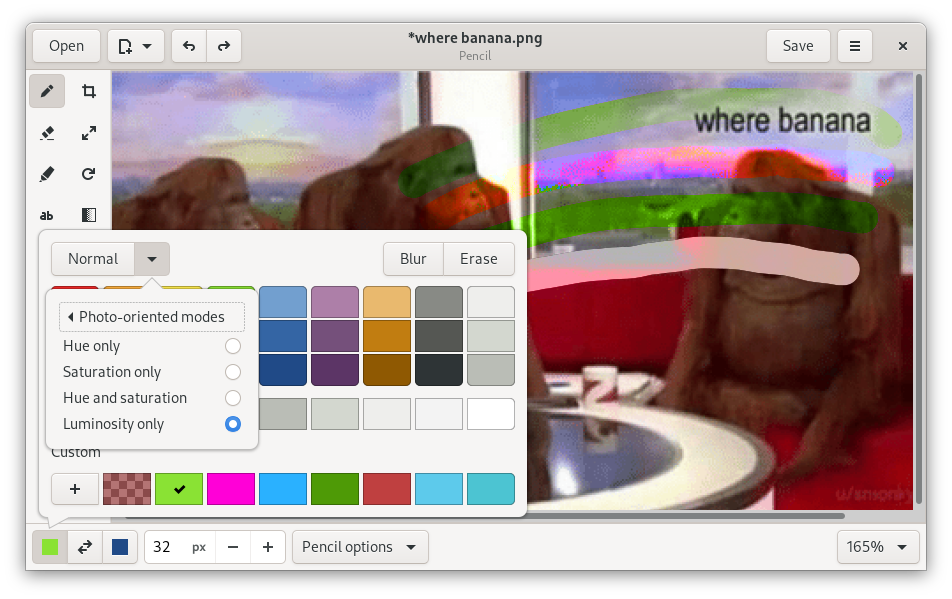 Open
*where banana.png
Pencil
Save
where banana
ab
Normal
Blur
Erase
Photo-oriented modes
Hue only
Saturation only
Hue and saturation
Luminosity only
Custom
u/snspnky
32
px
Pencil options
165%